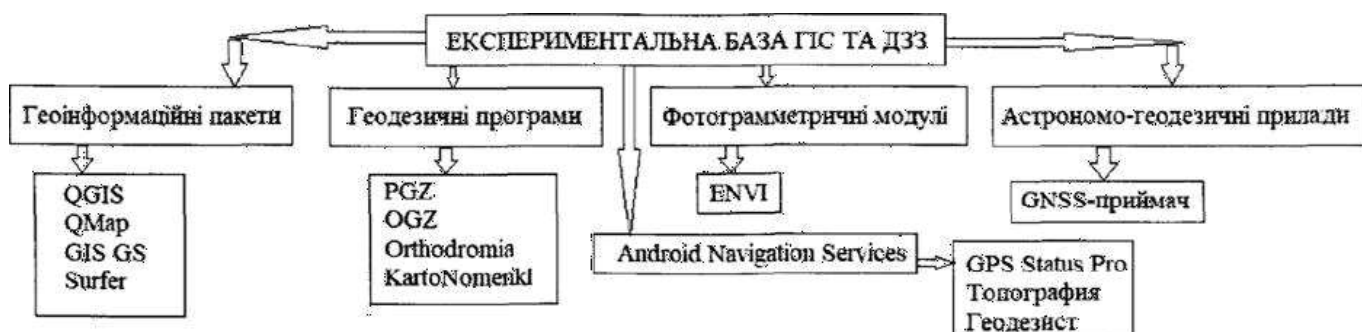 ЕКСПЕРИМЕНТАЛЬНА БАЗА ГІС ТА ДЗЗ
Геоінформаційні пакети
Геодезичні програми
Фотограмметричні модулі
Астрономо-геодезичні прилади
QGIS
QMap
GIS GS
Surfer
PGZ
OGZ
Orthodromia
KartoNomenkl
ENVI
GNSS-приймач
Android Navigation Services
GPS Status Pro
Топография
Геодезист